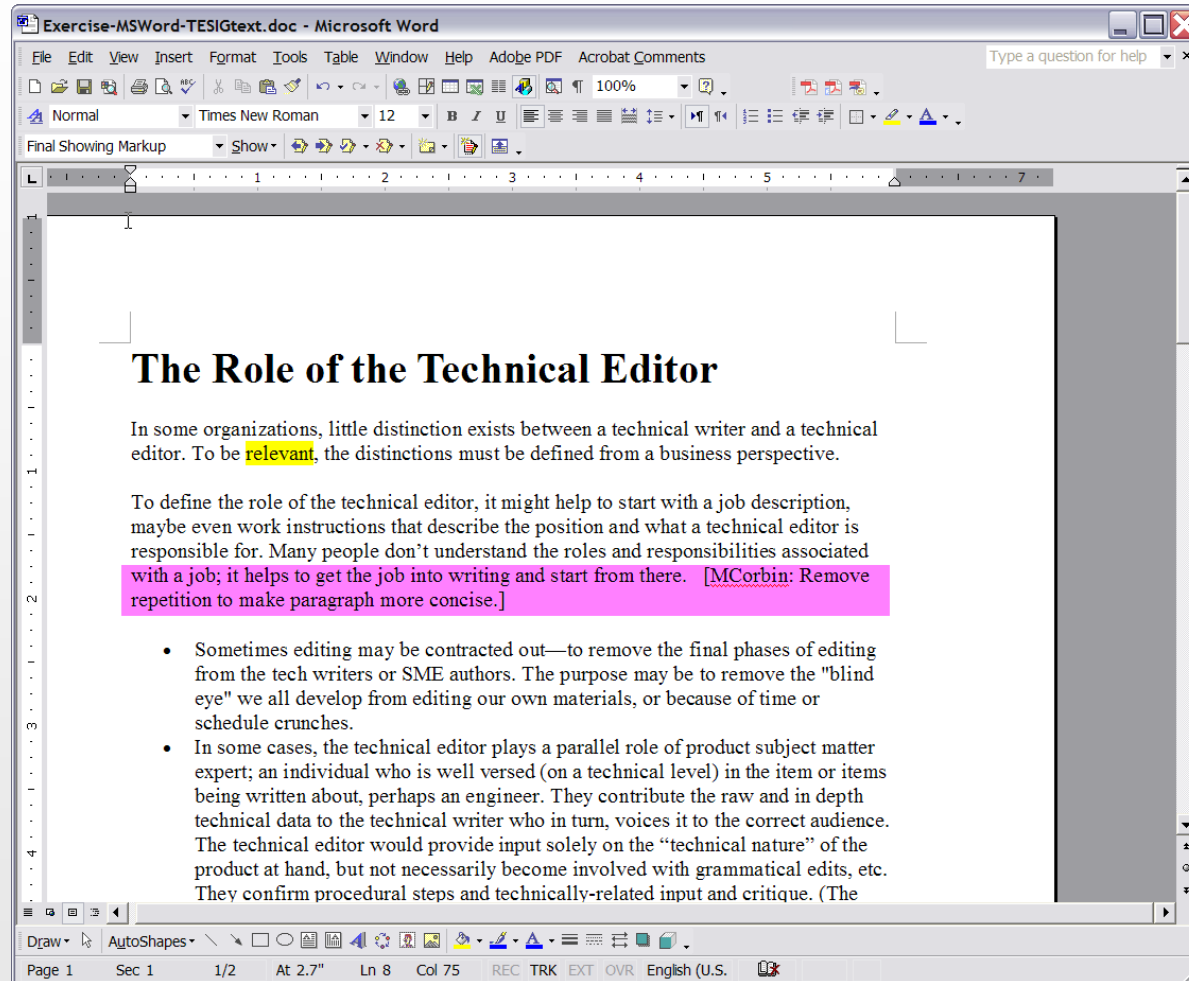 Exercise-MSWord-TESIGtext.doc - Microsoft Word
File Edit View Insert Format Tools Table Window Help Adobe PDF Acrobat Comments Type a question for help
100%
Normal Times New Roman 12 B I U
Final Showing Markup Show
L 1 2 3 4 5 7
The Role of the Technical Editor
In some organizations, little distinction exists between a technical writer and a technical
editor. To be relevant, the distinctions must be defined from a business perspective.
To define the role of the technical editor, it might help to start with a job description,
maybe even work instructions that describe the position and what a technical editor is
responsible for. Many people don’t understand the roles and responsibilities associated
with a job; it helps to get the job into writing and start from there. [MCorbin: Remove
repetition to make paragraph more concise.]
• Sometimes editing may be contracted out—to remove the final phases of editing
from the tech writers or SME authors. The purpose may be to remove the "blind
eye" we all develop from editing our own materials, or because of time or
schedule crunches.
• In some cases, the technical editor plays a parallel role of product subject matter
expert; an individual who is well versed (on a technical level) in the item or items
being written about, perhaps an engineer. They contribute the raw and in depth
technical data to the technical writer who in turn, voices it to the correct audience.
The technical editor would provide input solely on the “technical nature” of the
product at hand, but not necessarily become involved with grammatical edits, etc.
They confirm procedural steps and technically-related input and critique. (The
Draw AutoShapes
Page 1 Sec 1 1/2 At 2.7" Ln 8 Col 75 REC TRK EXT OVR English (U.S.